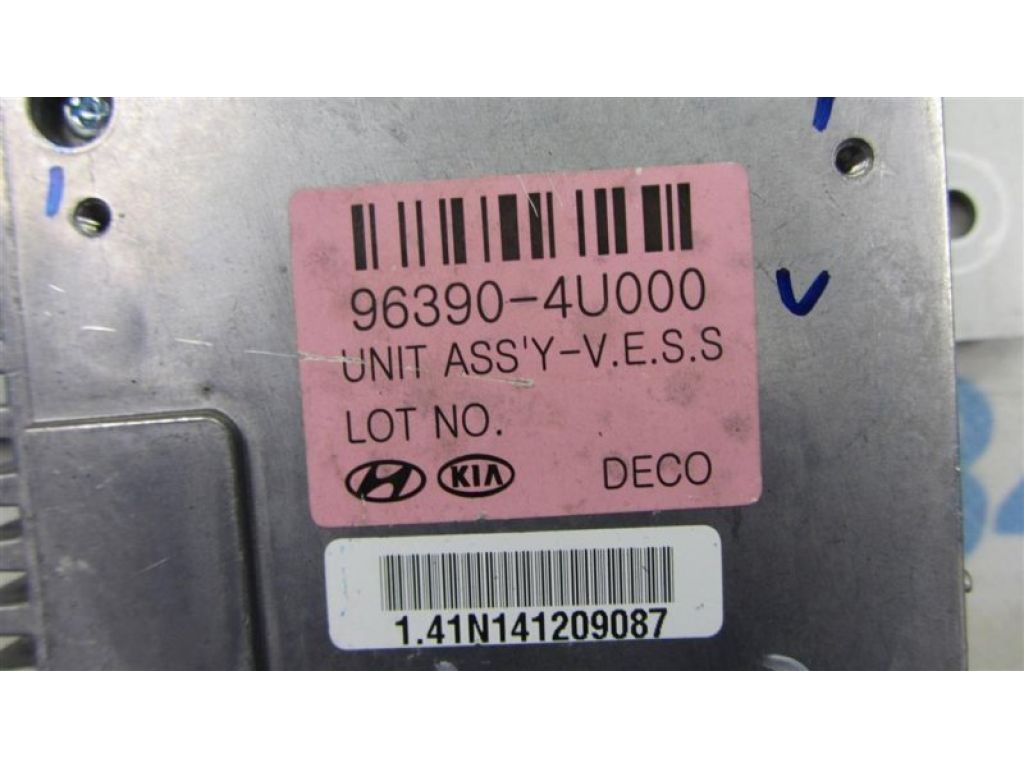 96390-4U000
UNIT ASS'Y-V.E.S.S
LOT NO.
KIA DECO
1.41N141209087
V